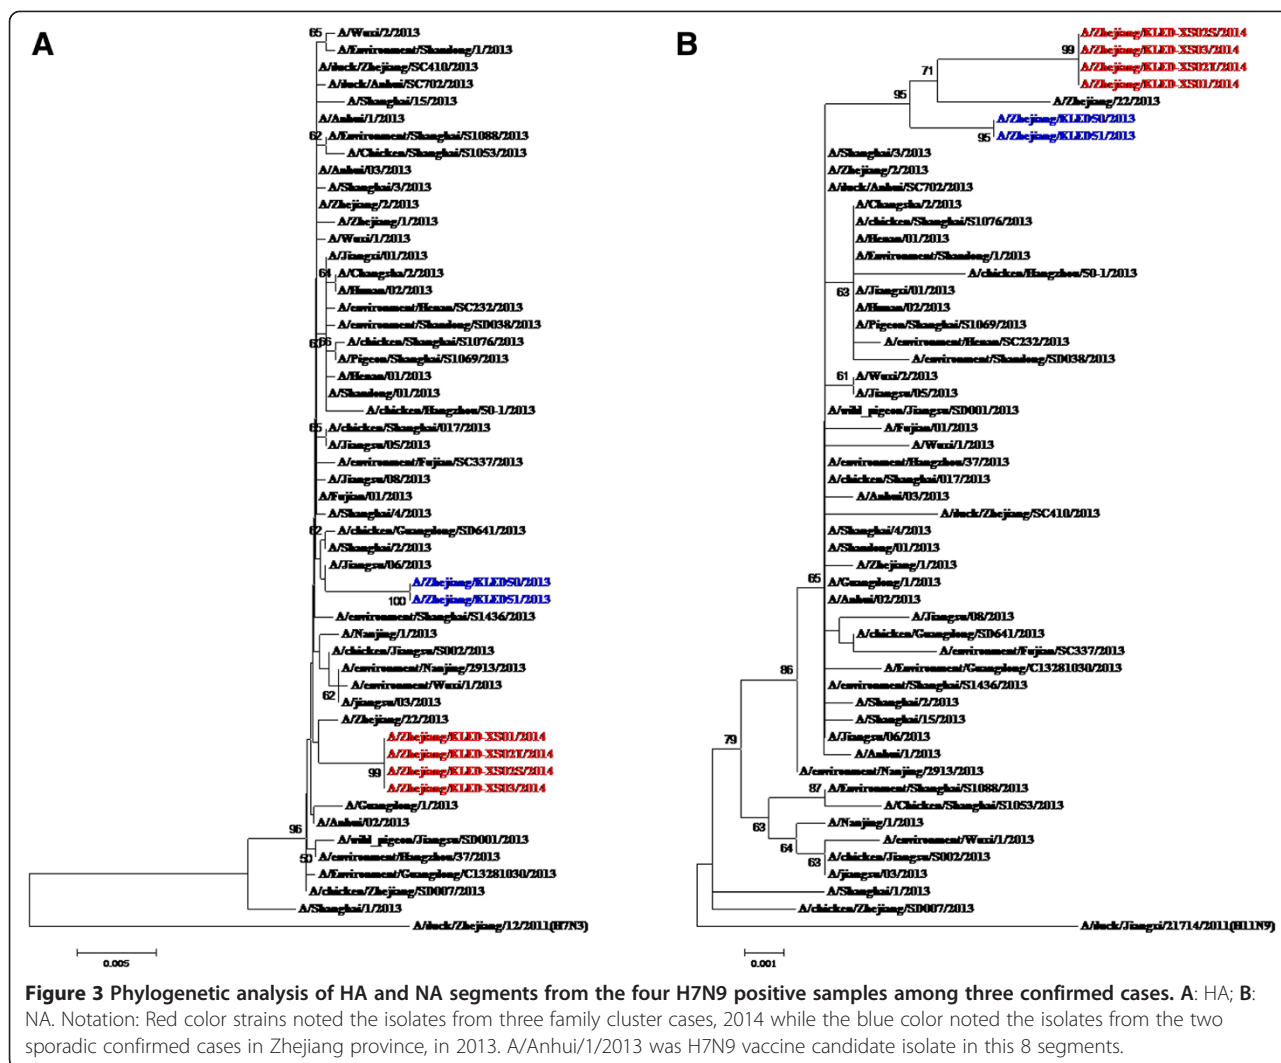 A
65
A/Wuxi/2/2013
A/Environment/Shandong/1/2013
A/duck/Zhejiang/SC410/2013
A/duck/Anhui/SC702/2013
A/Shanghai/15/2013
A/Anhui/1/2013
62
A/Environment/Shanghai/S1088/2013
A/Chicken/Shanghai/S1053/2013
A/Anhui/03/2013
A/Shanghai/3/2013
A/Zhejiang/2/2013
A/Zhejiang/1/2013
A/Wuxi/1/2013
A/Jiangxi/01/2013
64
A/Changsha/2/2013
A/Hunan/02/2013
A/environment/Henan/SC232/2013
A/environment/Shandong/SD038/2013
66
A/chicken/Shanghai/S1076/2013
A/Pigeon/Shanghai/S1069/2013
A/Henan/01/2013
A/Shandong/01/2013
A/chicken/Hangzhou/50-1/2013
65
A/chicken/Shanghai/017/2013
A/Jiangsu/05/2013
A/environment/Fujian/SC337/2013
A/Jiangsu/08/2013
A/Fujian/01/2013
A/Shanghai/4/2013
62
A/chicken/Guangdong/SD641/2013
A/Shanghai/2/2013
A/Jiangsu/06/2013
A/Zhejiang/KLED50/2013
100
A/Zhejiang/KLED51/2013
A/environment/Shanghai/S1436/2013
A/Nanjing/1/2013
A/chicken/Jiangsu/S002/2013
A/environment/Nanjing/2913/2013
A/environment/Wuxi/1/2013
62
A/jiangsu/03/2013
A/Zhejiang/22/2013
A/Zhejiang/KLED-XS01/2014
A/Zhejiang/KLED-XS02T/2014
99
A/Zhejiang/KLED-XS02S/2014
A/Zhejiang/KLED-XS03/2014
A/Guangdong/1/2013
A/Anhui/02/2013
96
A/wild_pigeon/Jiangsu/SD001/2013
50
A/environment/Hangzhou/37/2013
A/Environment/Guangdong/C13281030/2013
A/chicken/Zhejiang/SD007/2013
A/Shanghai/1/2013
A/duck/Zhejiang/12/2011(H7N3)
0.005
B
A/Zhejiang/KLED-XS02S/2014
99
A/Zhejiang/KLED-XS03/2014
A/Zhejiang/KLED-XS02T/2014
71
A/Zhejiang/KLED-XS01/2014
95
A/Zhejiang/22/2013
A/Zhejiang/KLED50/2013
95
A/Zhejiang/KLED51/2013
A/Shanghai/3/2013
A/Zhejiang/2/2013
A/duck/Anhui/SC702/2013
A/Changsha/2/2013
A/chicken/Shanghai/S1076/2013
A/Henan/01/2013
A/Environment/Shandong/1/2013
A/chicken/Hangzhou/50-1/2013
63
A/Jiangxi/01/2013
A/Hunan/02/2013
A/Pigeon/Shanghai/S1069/2013
A/environment/Henan/SC232/2013
A/environment/Shandong/SD038/2013
61
A/Wuxi/2/2013
A/Jiangsu/05/2013
A/wild_pigeon/Jiangsu/SD001/2013
A/Fujian/01/2013
A/Wuxi/1/2013
A/environment/Hangzhou/37/2013
A/chicken/Shanghai/017/2013
A/Anhui/03/2013
A/duck/Zhejiang/SC410/2013
A/Shanghai/4/2013
A/Shandong/01/2013
A/Zhejiang/1/2013
65
A/Guangdong/1/2013
A/Anhui/02/2013
A/Jiangsu/08/2013
A/chicken/Guangdong/SD641/2013
A/environment/Fujian/SC337/2013
86
A/Environment/Guangdong/C13281030/2013
A/environment/Shanghai/S1436/2013
A/Shanghai/2/2013
A/Shanghai/15/2013
79
A/Jiangsu/06/2013
A/Anhui/1/2013
A/environment/Nanjing/2913/2013
87
A/Environment/Shanghai/S1088/2013
A/Chicken/Shanghai/S1053/2013
63
A/Nanjing/1/2013
A/environment/Wuxi/1/2013
64
63
A/chicken/Jiangsu/S002/2013
A/jiangsu/03/2013
A/Shanghai/1/2013
A/chicken/Zhejiang/SD007/2013
A/duck/Jiangxi/21714/2011(H11N9)
0.001
Figure 3 Phylogenetic analysis of HA and NA segments from the four H7N9 positive samples among three confirmed cases. A: HA; B:
NA. Notation: Red color strains noted the isolates from three family cluster cases, 2014 while the blue color noted the isolates from the two
sporadic confirmed cases in Zhejiang province, in 2013. A/Anhui/1/2013 was H7N9 vaccine candidate isolate in this 8 segments.